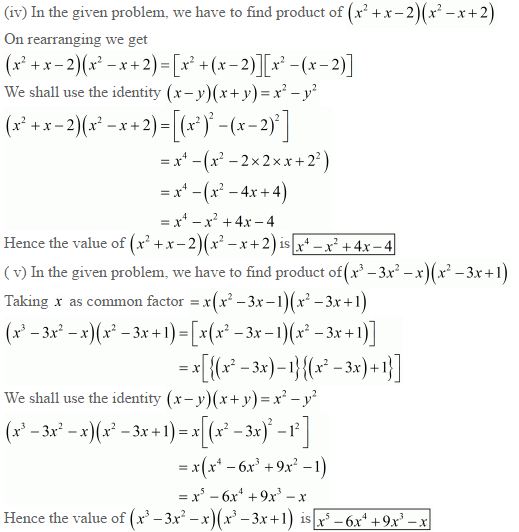 (iv) In the given problem, we have to find product of (x² + x − 2)(x² − x + 2)
On rearranging we get
(x² + x − 2)(x² − x + 2) = [x² + (x − 2)][x² − (x − 2)]
We shall use the identity (x − y)(x + y) = x² − y²
(x² + x − 2)(x² − x + 2) = [(x²)² − (x − 2)²]
= x⁴ − (x² − 2 × 2 × x + 2²)
= x⁴ − (x² − 4x + 4)
= x⁴ − x² + 4x − 4
Hence the value of (x² + x − 2)(x² − x + 2) is x⁴ − x² + 4x − 4
( v) In the given problem, we have to find product of (x³ − 3x² − x)(x² − 3x + 1)
Taking x as common factor = x(x² − 3x − 1)(x² − 3x + 1)
(x³ − 3x² − x)(x² − 3x + 1) = [x(x² − 3x − 1)(x² − 3x + 1)]
= x[{(x² − 3x) − 1}{(x² − 3x) + 1}]
We shall use the identity (x − y)(x + y) = x² − y²
(x³ − 3x² − x)(x² − 3x + 1) = x[(x² − 3x)² − 1²]
= x(x⁴ − 6x³ + 9x² − 1)
= x⁵ − 6x⁴ + 9x³ − x
Hence the value of (x³ − 3x² − x)(x³ − 3x + 1) is x⁵ − 6x⁴ + 9x³ − x